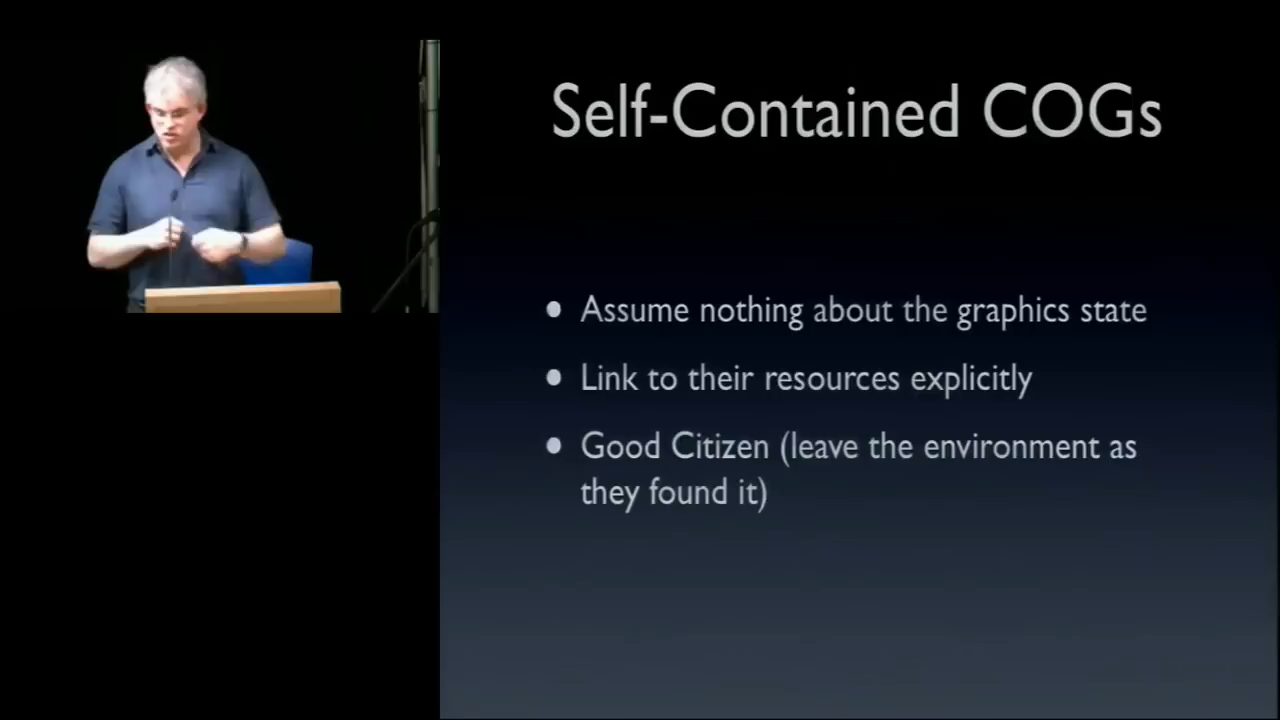 Self-Contained COGs
• Assume nothing about the graphics state
• Link to their resources explicitly
• Good Citizen (leave the environment as
they found it)